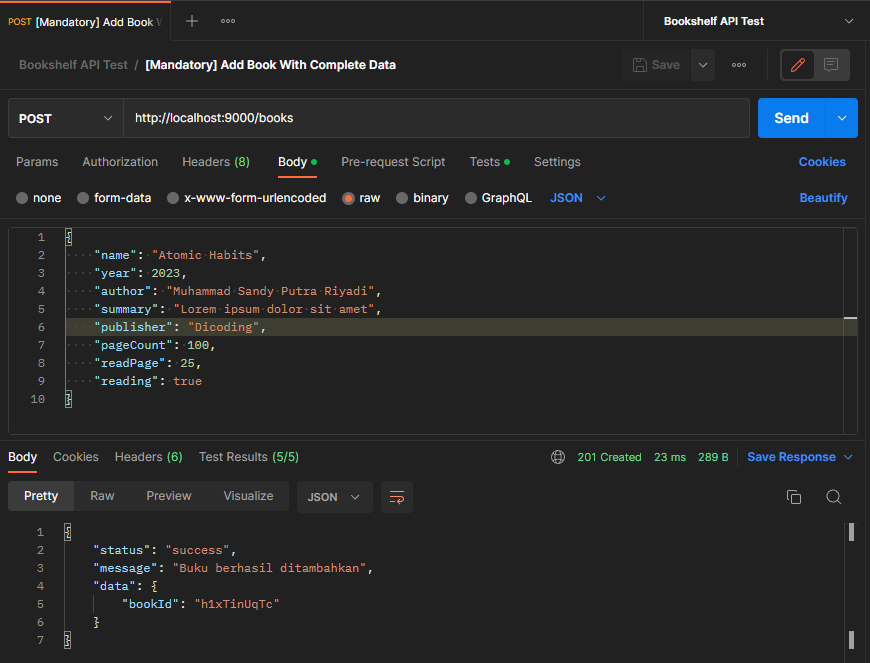 POST [Mandatory] Add Book W
Bookshelf API Test
Bookshelf API Test / [Mandatory] Add Book With Complete Data
Save
POST http://localhost:9000/books
Send
Params Authorization Headers (8) Body Pre-request Script Tests Settings Cookies
none form-data x-www-form-urlencoded raw binary GraphQL JSON Beautify
1 {
2 "name": "Atomic Habits",
3 "year": 2023,
4 "author": "Muhammad Sandy Putra Riyadi",
5 "summary": "Lorem ipsum dolor sit amet",
6 "publisher": "Dicoding",
7 "pageCount": 100,
8 "readPage": 25,
9 "reading": true
10 }
Body Cookies Headers (6) Test Results (5/5) 201 Created 23 ms 289 B Save Response
Pretty Raw Preview Visualize JSON
1 {
2 "status": "success",
3 "message": "Buku berhasil ditambahkan",
4 "data": {
5 "bookId": "h1xTinUqTc"
6 }
7 }